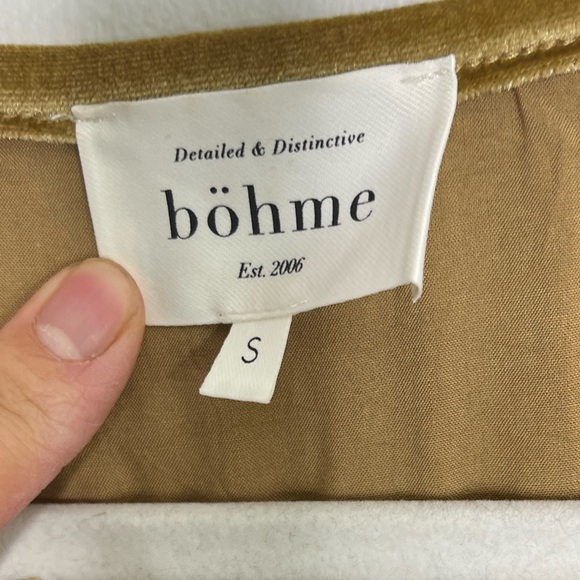 Detailed & Distinctive
böhme
Est. 2006
S